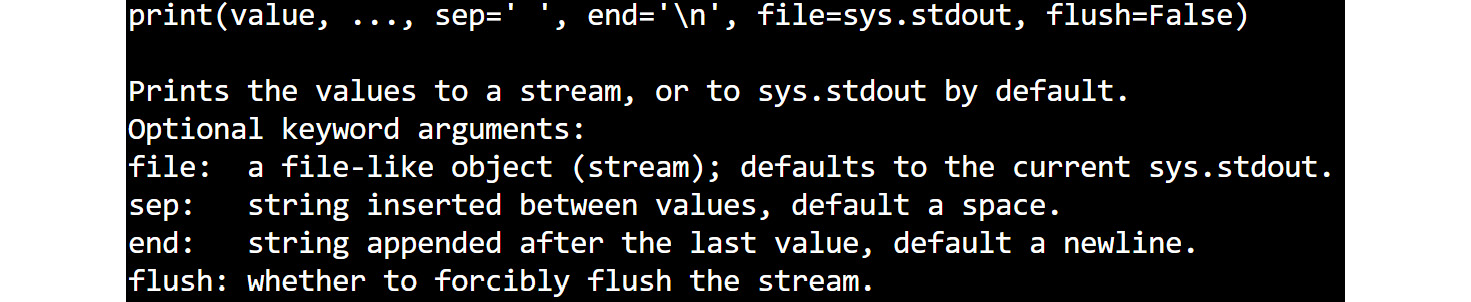 print(value, ..., sep=' ', end='\n', file=sys.stdout, flush=False)
Prints the values to a stream, or to sys.stdout by default.
Optional keyword arguments:
file:  a file-like object (stream); defaults to the current sys.stdout.
sep:   string inserted between values, default a space.
end:   string appended after the last value, default a newline.
flush: whether to forcibly flush the stream.